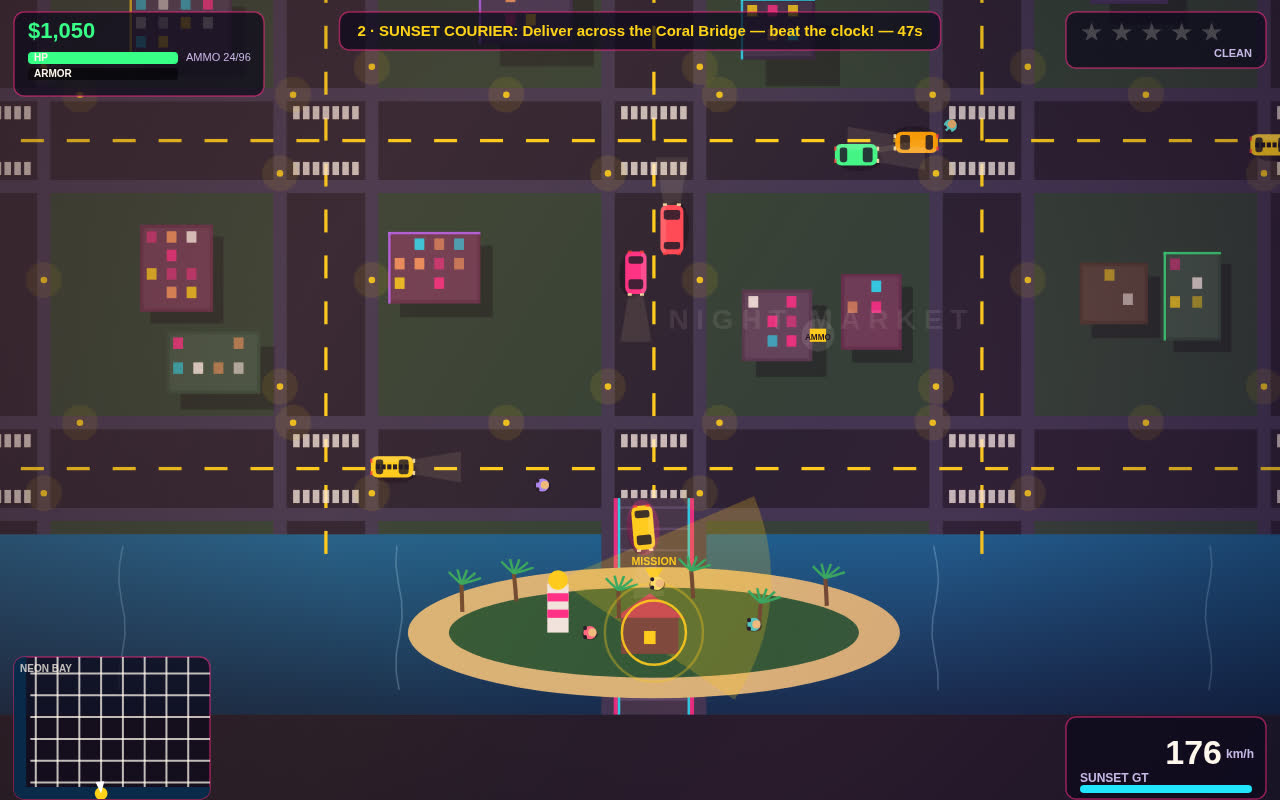 $1,050
HP
AMMO 24/96
ARMOR
2 · SUNSET COURIER: Deliver across the Coral Bridge — beat the clock! — 47s
★★★★★
CLEAN
NIGHT MARKET
AMMO
MISSION
NEON BAY
176 km/h
SUNSET GT